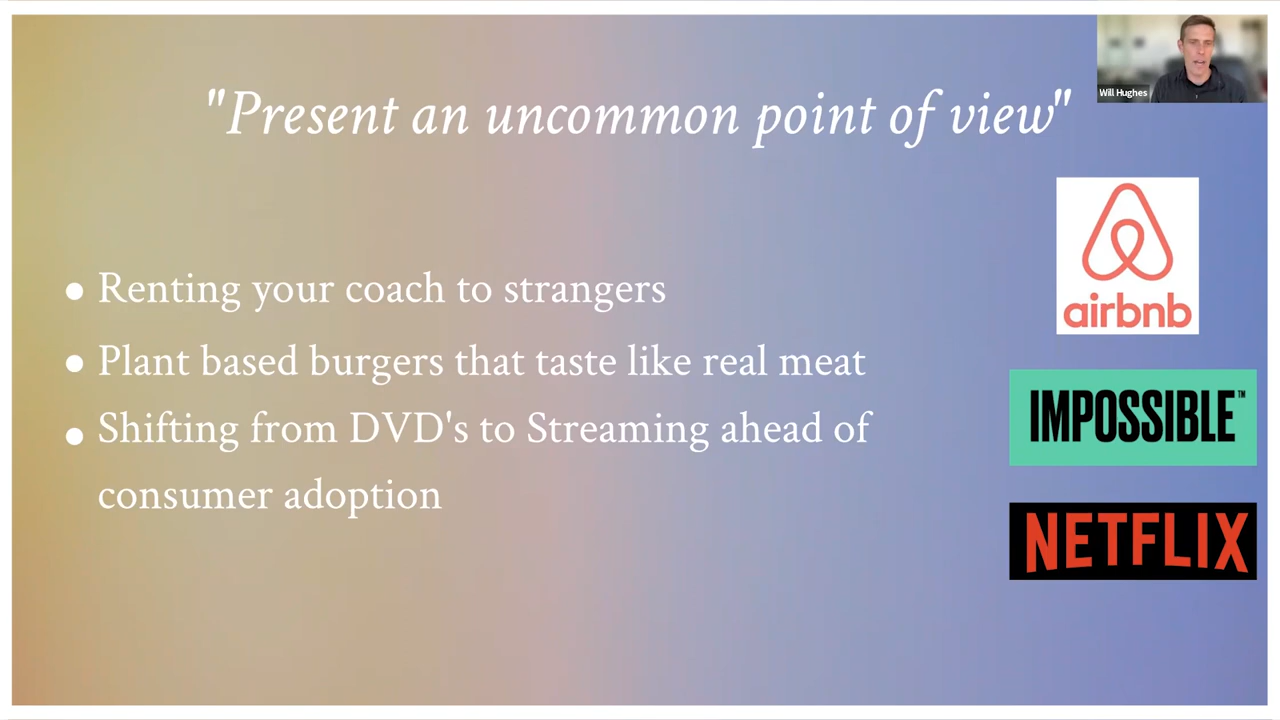 "Present an uncommon point of view"
Will Hughes
airbnb
Renting your coach to strangers
Plant based burgers that taste like real meat
IMPOSSIBLE™
Shifting from DVD's to Streaming ahead of
consumer adoption
NETFLIX